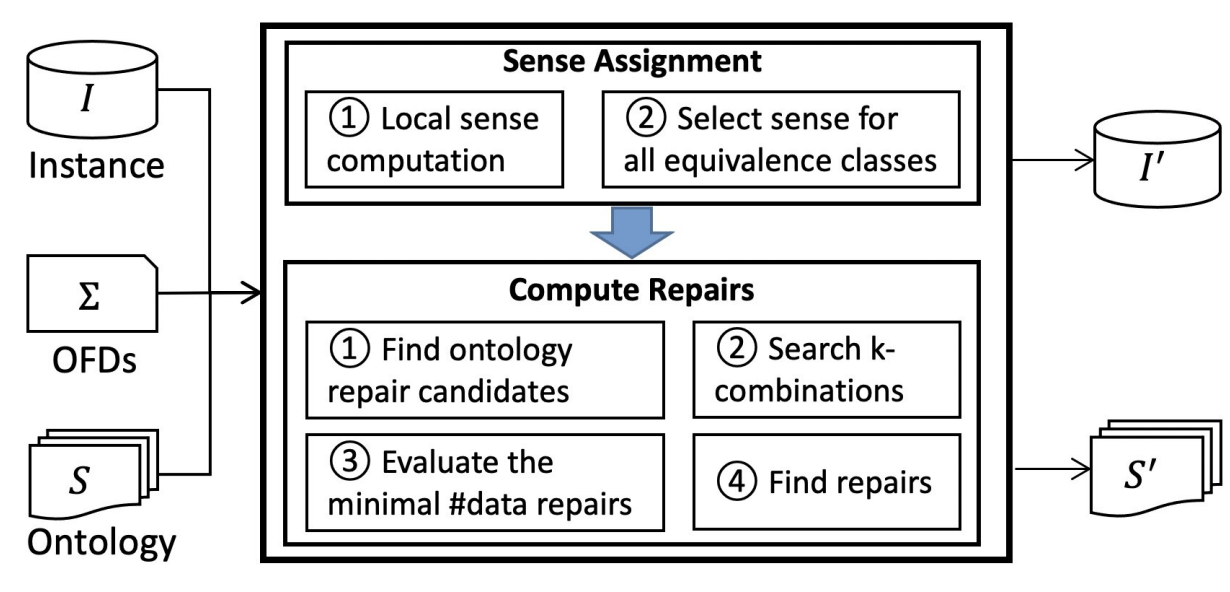 I
Instance
Σ
OFDs
S
Ontology
Sense Assignment
① Local sense
computation
② Select sense for
all equivalence classes
Compute Repairs
① Find ontology
repair candidates
② Search k-
combinations
③ Evaluate the
minimal #data repairs
④ Find repairs
I′
S′